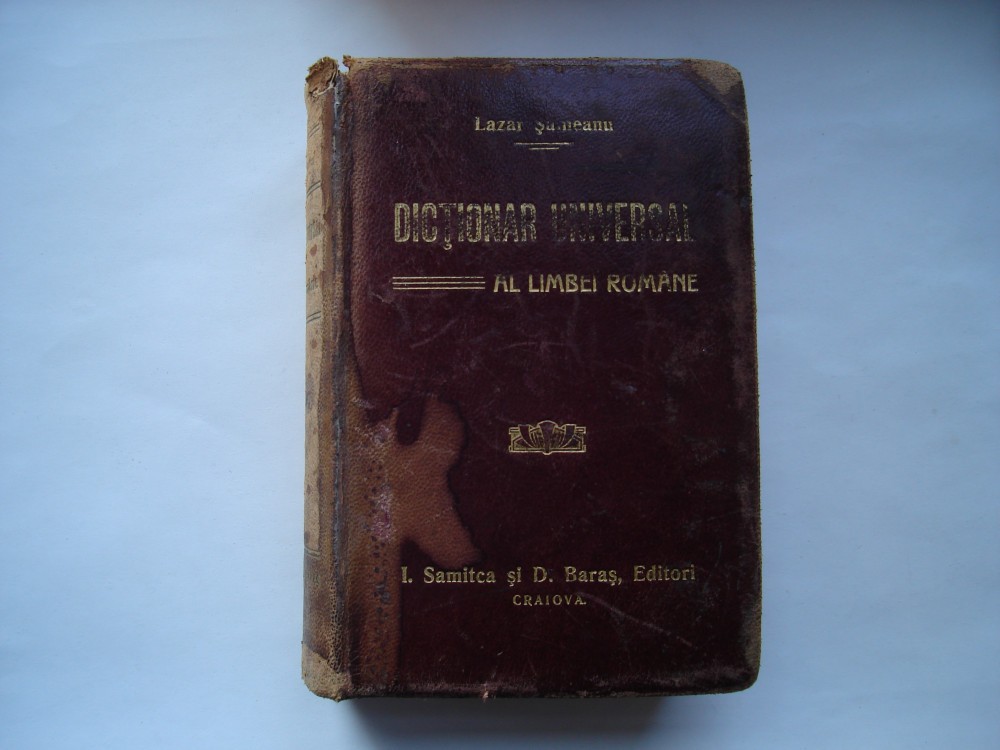 Lazar Șaineanu
DICȚIONAR UNIVERSAL
AL LIMBEI ROMÂNE
I. Samitca și D. Baraș, Editori
CRAIOVA.